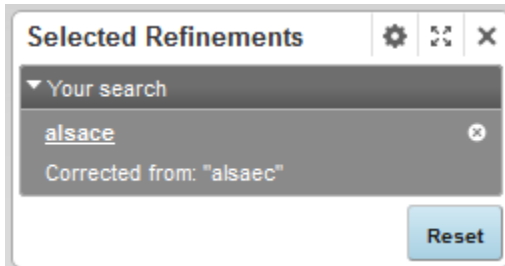 Selected Refinements
Your search
alsace
Corrected from: "alsaec"
Reset